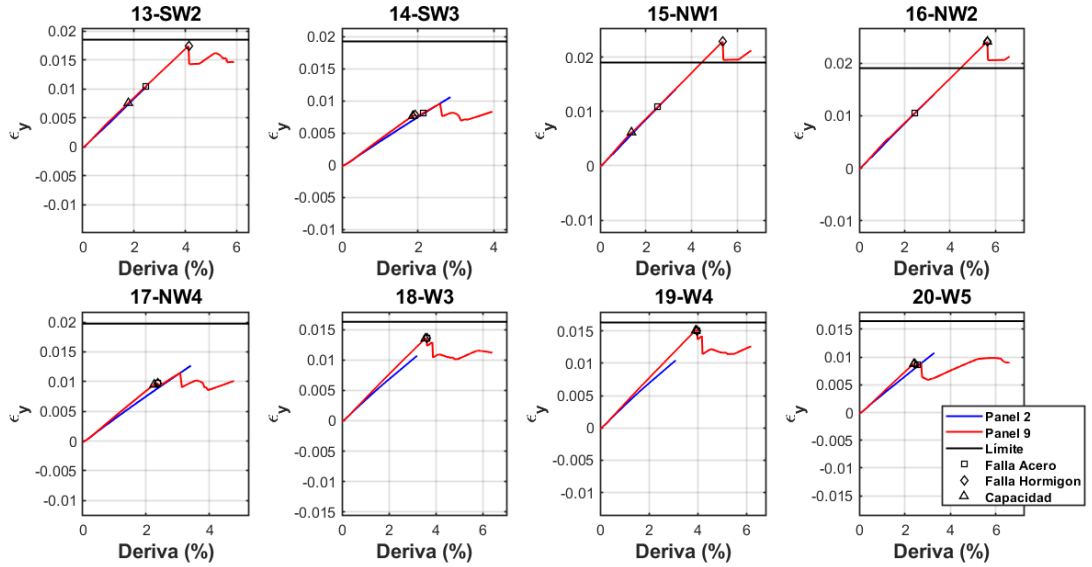 13-SW2
14-SW3
15-NW1
16-NW2
0.02
0.015
0.01
0.005
0
-0.005
-0.01
ϵy
0 2 4 6
Deriva (%)
0.02
0.015
0.01
0.005
0
-0.005
-0.01
ϵy
0 2 4
Deriva (%)
0.02
0.01
0
-0.01
ϵy
0 2 4 6
Deriva (%)
0.02
0.01
0
-0.01
ϵy
0 2 4 6
Deriva (%)
17-NW4
18-W3
19-W4
20-W5
0.02
0.015
0.01
0.005
0
-0.005
-0.01
ϵy
0 2 4
Deriva (%)
0.015
0.01
0.005
0
-0.005
-0.01
-0.015
ϵy
0 2 4 6
Deriva (%)
0.015
0.01
0.005
0
-0.005
-0.01
ϵy
0 2 4 6
Deriva (%)
0.015
0.01
0.005
0
-0.005
-0.01
-0.015
ϵy
0 2 4 6
Deriva (%)
Panel 2
Panel 9
Límite
Falla Acero
Falla Hormigon
Capacidad